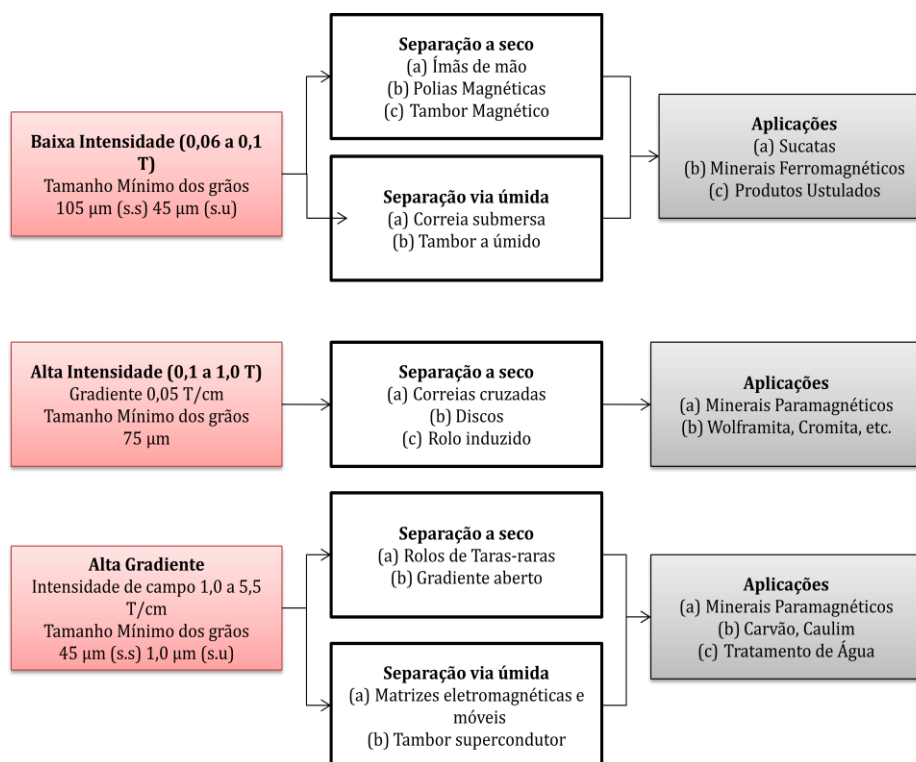 Separação a seco
(a) Ímãs de mão
(b) Polias Magnéticas
(c) Tambor Magnético
Baixa Intensidade (0,06 a 0,1
T)
Tamanho Mínimo dos grãos
105 µm (s.s) 45 µm (s.u)
Separação via úmida
(a) Correia submersa
(b) Tambor a úmido
Aplicações
(a) Sucatas
(b) Minerais Ferromagnéticos
(c) Produtos Ustulados
Alta Intensidade (0,1 a 1,0 T)
Gradiente 0,05 T/cm
Tamanho Mínimo dos grãos
75 µm
Separação a seco
(a) Correias cruzadas
(b) Discos
(c) Rolo induzido
Aplicações
(a) Minerais Paramagnéticos
(b) Wolframita, Cromita, etc.
Alta Gradiente
Intensidade de campo 1,0 a 5,5
T/cm
Tamanho Mínimo dos grãos
45 µm (s.s) 1,0 µm (s.u)
Separação a seco
(a) Rolos de Taras-raras
(b) Gradiente aberto
Separação via úmida
(a) Matrizes eletromagnéticas e
móveis
(b) Tambor supercondutor
Aplicações
(a) Minerais Paramagnéticos
(b) Carvão, Caulim
(c) Tratamento de Água